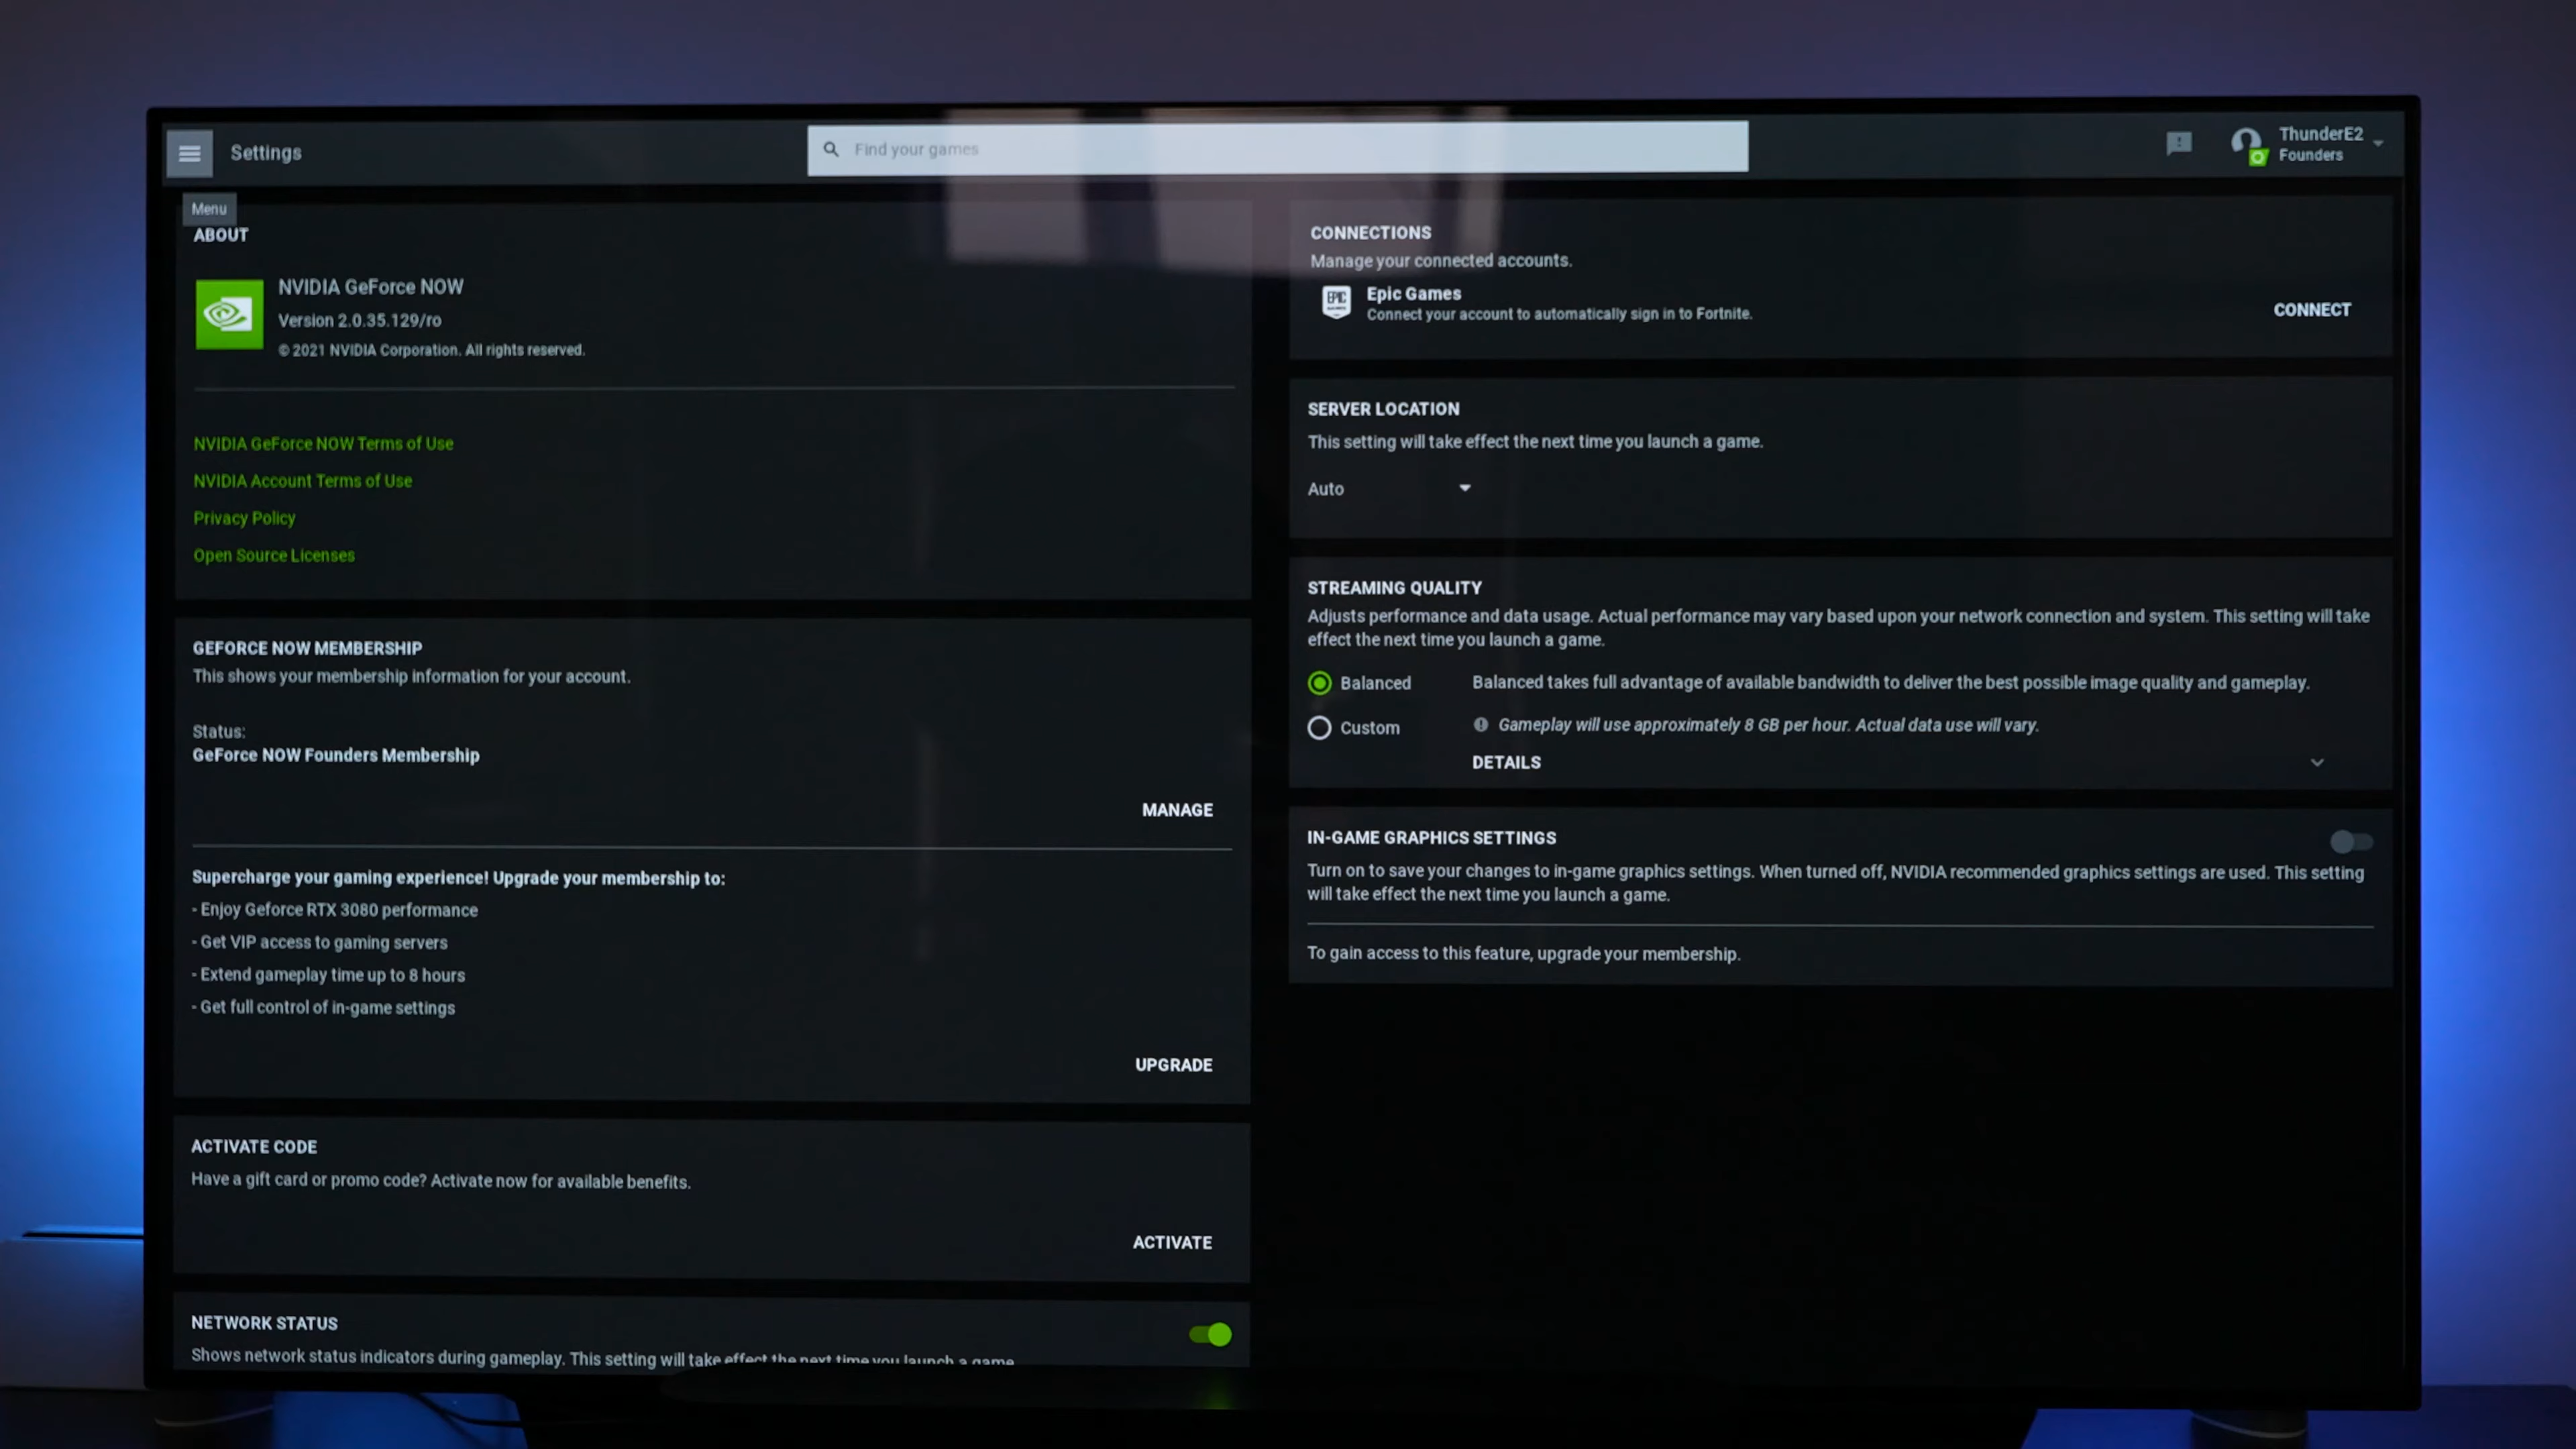 Settings
Find your games
ThunderE2
Founders
Menu
ABOUT
NVIDIA GeForce NOW
Version 2.0.35.129/ro
© 2021 NVIDIA Corporation. All rights reserved.
NVIDIA GeForce NOW Terms of Use
NVIDIA Account Terms of Use
Privacy Policy
Open Source Licenses
GEFORCE NOW MEMBERSHIP
This shows your membership information for your account.
Status:
GeForce NOW Founders Membership
MANAGE
Supercharge your gaming experience! Upgrade your membership to:
- Enjoy Geforce RTX 3080 performance
- Get VIP access to gaming servers
- Extend gameplay time up to 8 hours
- Get full control of in-game settings
UPGRADE
ACTIVATE CODE
Have a gift card or promo code? Activate now for available benefits.
ACTIVATE
NETWORK STATUS
Shows network status indicators during gameplay. This setting will take effect the next time you launch a game
CONNECTIONS
Manage your connected accounts.
EPIC
Epic Games
Connect your account to automatically sign in to Fortnite.
CONNECT
SERVER LOCATION
This setting will take effect the next time you launch a game.
Auto
STREAMING QUALITY
Adjusts performance and data usage. Actual performance may vary based upon your network connection and system. This setting will take
effect the next time you launch a game.
Balanced
Balanced takes full advantage of available bandwidth to deliver the best possible image quality and gameplay.
Custom
Gameplay will use approximately 8 GB per hour. Actual data use will vary.
DETAILS
IN-GAME GRAPHICS SETTINGS
Turn on to save your changes to in-game graphics settings. When turned off, NVIDIA recommended graphics settings are used. This setting
will take effect the next time you launch a game.
To gain access to this feature, upgrade your membership.